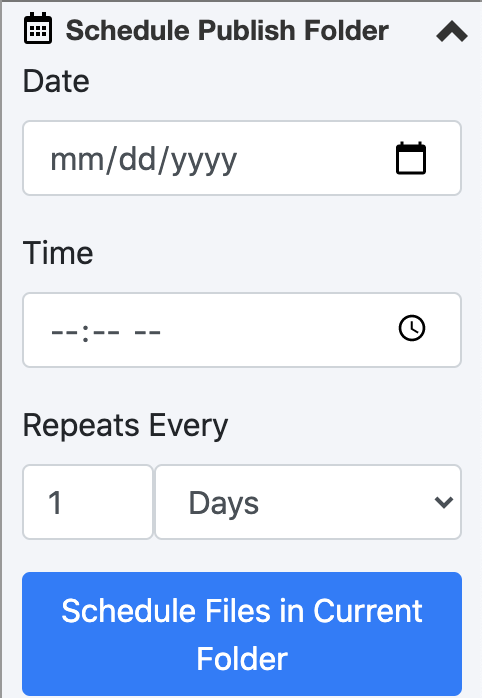 Schedule Publish Folder
Date
mm/dd/yyyy
Time
--:-- --
Repeats Every
1 Days
Schedule Files in Current
Folder